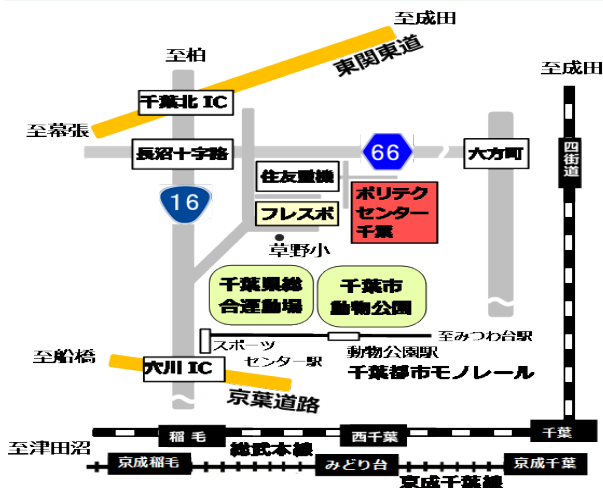 至成田
至柏
東関東道
至成田
千葉北 IC
至幕張
長沼十字路
66
六方町
四街道
住友重機
16
フレスポ
ポリテク
センター
千葉
草野小
千葉県総
合運動場
千葉市
動物公園
至みつわ台駅
スポーツ
センター駅
動物公園駅
至船橋
穴川 IC
千葉都市モノレール
京葉道路
稲毛
西千葉
千葉
至津田沼
総武本線
京成稲毛
みどり台
京成千葉
京成千葉線